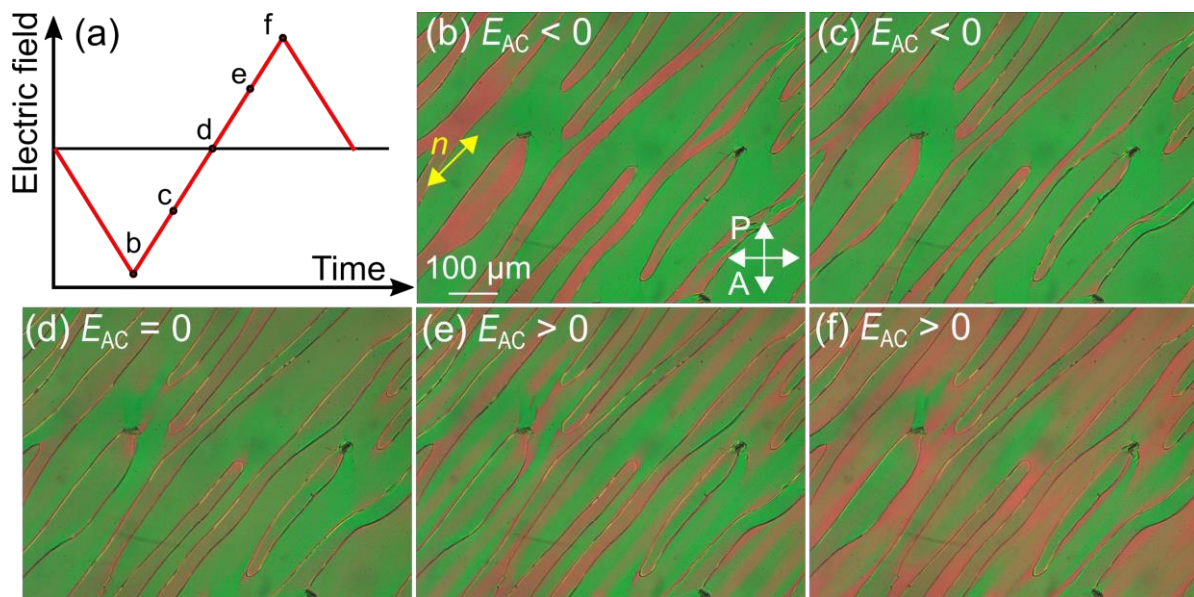 (a)
Electric field
Time
b
c
d
e
f
(b) E_AC < 0
n
P
A
100 µm
(c) E_AC < 0
(d) E_AC = 0
(e) E_AC > 0
(f) E_AC > 0